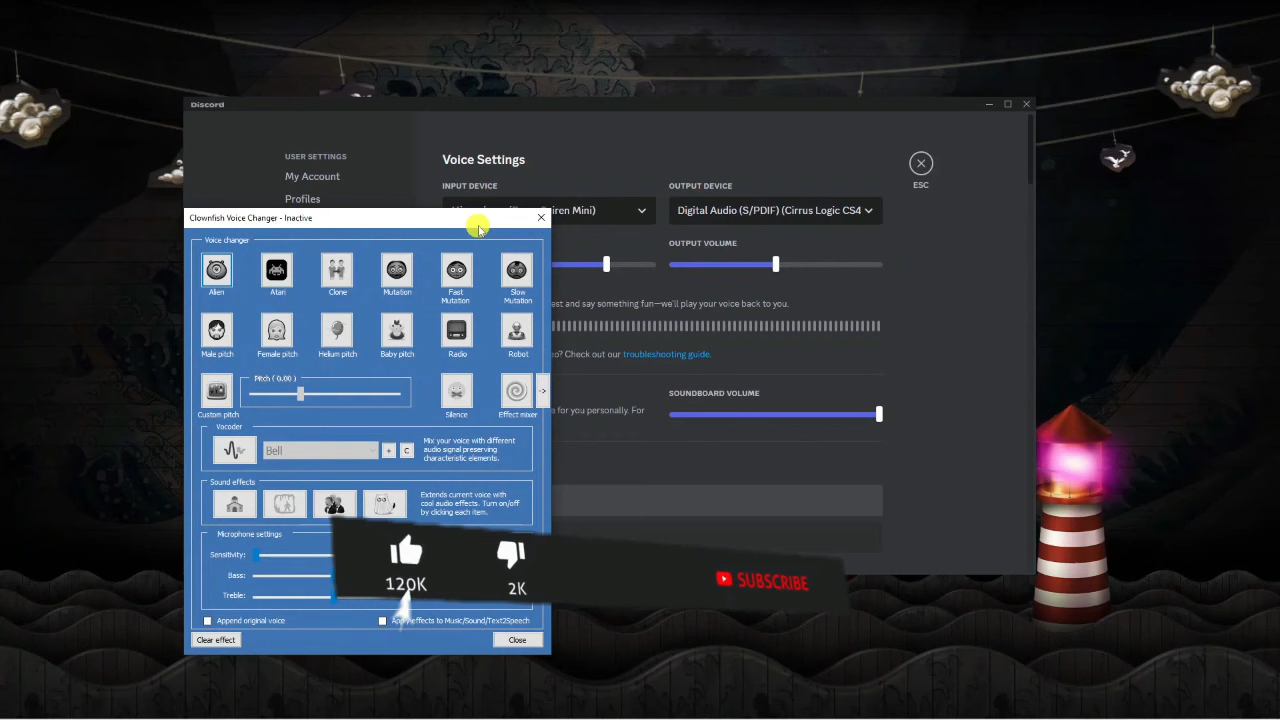 Discord
USER SETTINGS
My Account
Profiles
Voice Settings
INPUT DEVICE
OUTPUT DEVICE
iren Mini)
Digital Audio (S/PDIF) (Cirrus Logic CS4
ESC
OUTPUT VOLUME
est and say something fun—we'll play your voice back to you.
o? Check out our troubleshooting guide.
SOUNDBOARD VOLUME
e for you personally. For
Clownfish Voice Changer - Inactive
Voice changer
Alien
Atari
Clone
Mutation
Fast
Mutation
Slow
Mutation
Male pitch
Female pitch
Helium pitch
Baby pitch
Radio
Robot
Pitch ( 0.00 )
->
Custom pitch
Silence
Effect mixer
Vocoder
Bell
+
C
Mix your voice with different
audio signal preserving
characteristic elements.
Sound effects
Extends current voice with
cool audio effects. Turn on/off
by clicking each item.
Microphone settings
Sensitivity:
Bass:
Treble:
120K
2K
SUBSCRIBE
Append original voice
Apply effects to Music/Sound/Text2Speech
Clear effect
Close